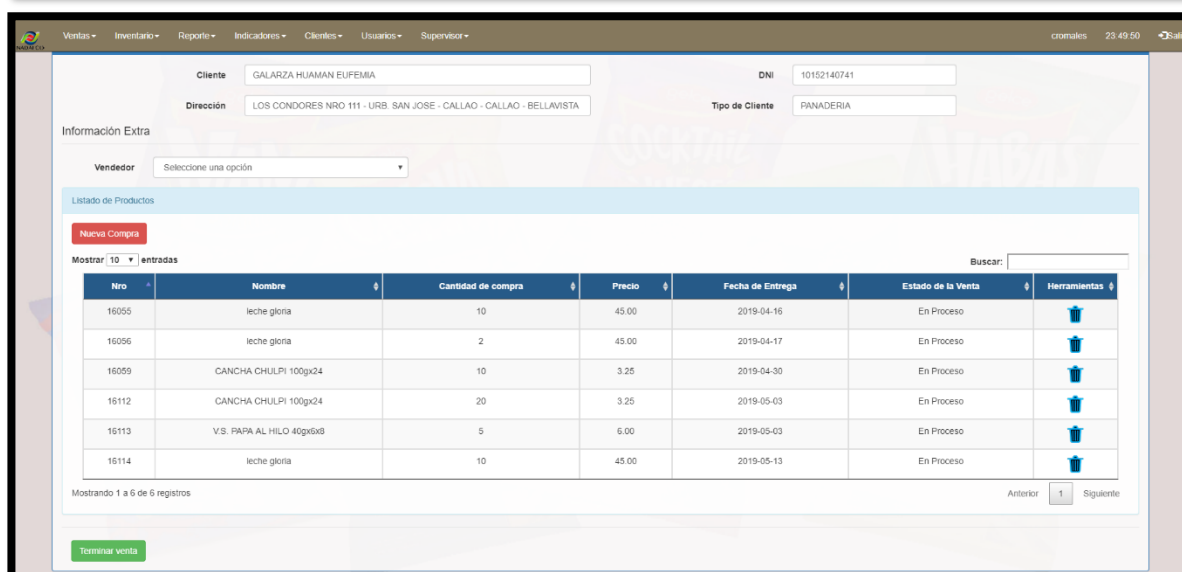 Ventas Inventario Reporte Indicadores Clientes Usuarios Supervisor cromales 23:49:50 Sali
Cliente GALARZA HUAMAN EUFEMIA DNI 10152140741
Dirección LOS CONDORES NRO 111 - URB. SAN JOSE - CALLAO - CALLAO - BELLAVISTA Tipo de Cliente PANADERIA
Información Extra
Vendedor Seleccione una opción
Listado de Productos
Nueva Compra
Mostrar 10 entradas Buscar:
Nro Nombre Cantidad de compra Precio Fecha de Entrega Estado de la Venta Herramientas
16055 leche gloria 10 45.00 2019-04-16 En Proceso
16056 leche gloria 2 45.00 2019-04-17 En Proceso
16059 CANCHA CHULPI 100gx24 10 3.25 2019-04-30 En Proceso
16112 CANCHA CHULPI 100gx24 20 3.25 2019-05-03 En Proceso
16113 V.S. PAPA AL HILO 40gx6x8 5 6.00 2019-05-03 En Proceso
16114 leche gloria 10 45.00 2019-05-13 En Proceso
Mostrando 1 a 6 de 6 registros Anterior 1 Siguiente
Terminar venta